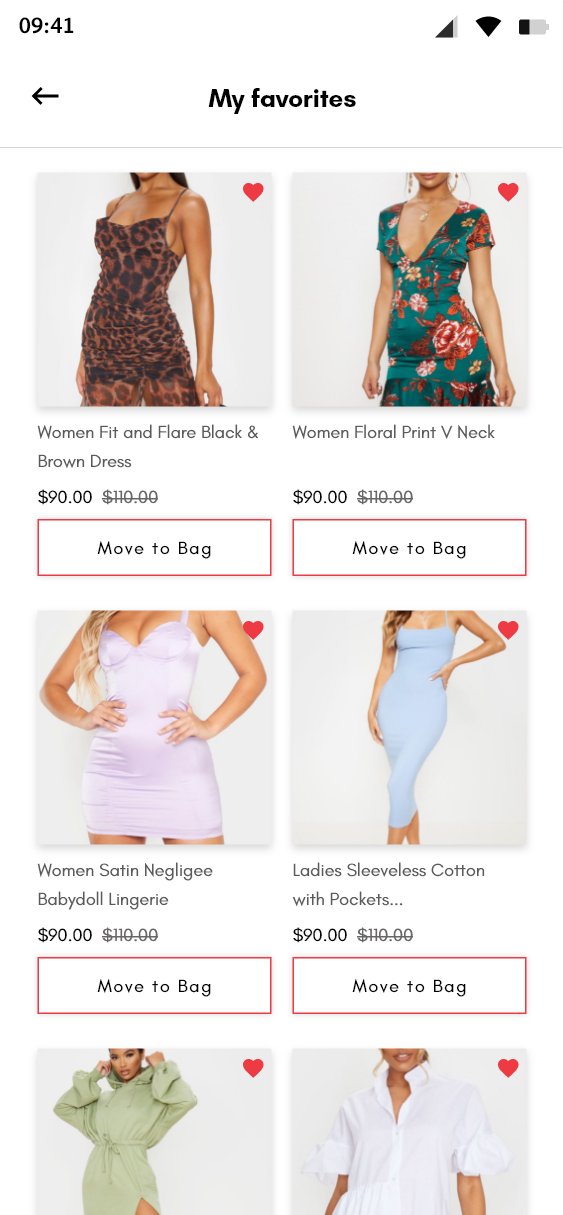 09:41
My favorites
Women Fit and Flare Black &
Brown Dress
$90.00 $110.00
Move to Bag
Women Floral Print V Neck
$90.00 $110.00
Move to Bag
Women Satin Negligee
Babydoll Lingerie
$90.00 $110.00
Move to Bag
Ladies Sleeveless Cotton
with Pockets...
$90.00 $110.00
Move to Bag